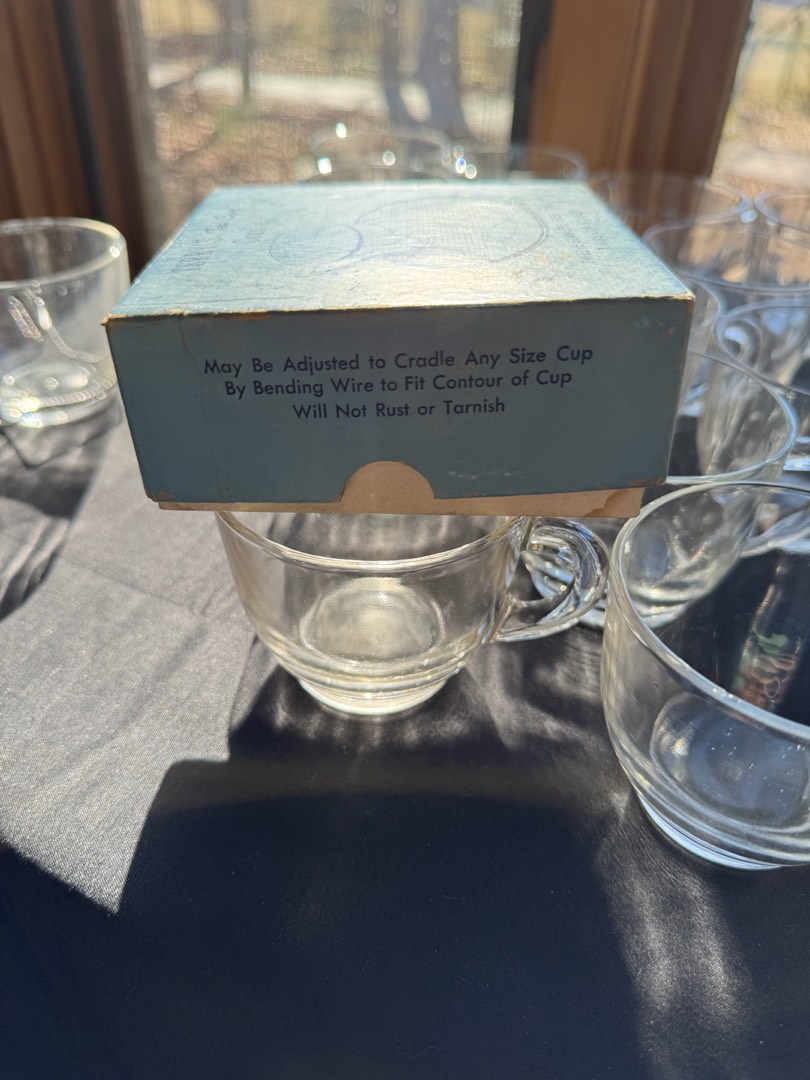 May Be Adjusted to Cradle Any Size Cup
By Bending Wire to Fit Contour of Cup
Will Not Rust or Tarnish